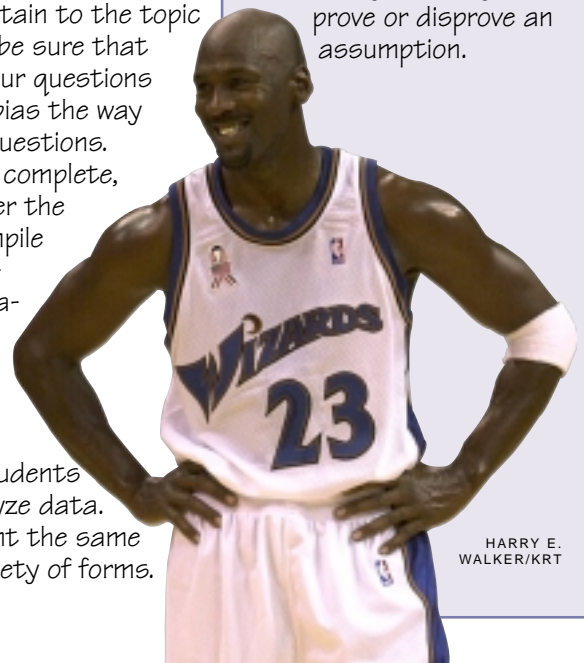 tain to the topic
be sure that
ur questions
bias the way
uestions.
complete,
er the
npile
a-
udents
yze data.
nt the same
ety of forms.
prove or disprove an
assumption.
WIZARDS
23
HARRY E.
WALKER/KRT